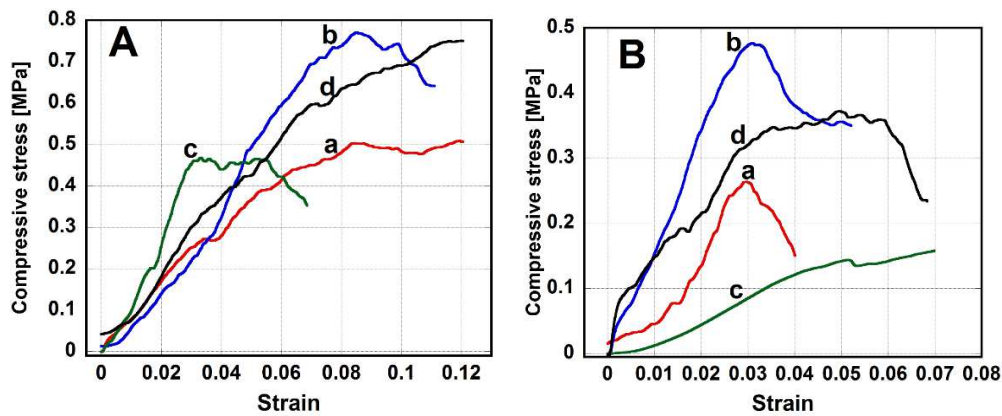 A
Compressive stress [MPa]
0.8
0.7
0.6
0.5
0.4
0.3
0.2
0.1
0
b
d
a
c
0 0.02 0.04 0.06 0.08 0.1 0.12
Strain
B
Compressive stress [MPa]
0.5
0.4
0.3
0.2
0.1
0
b
d
a
c
0 0.01 0.02 0.03 0.04 0.05 0.06 0.07 0.08
Strain